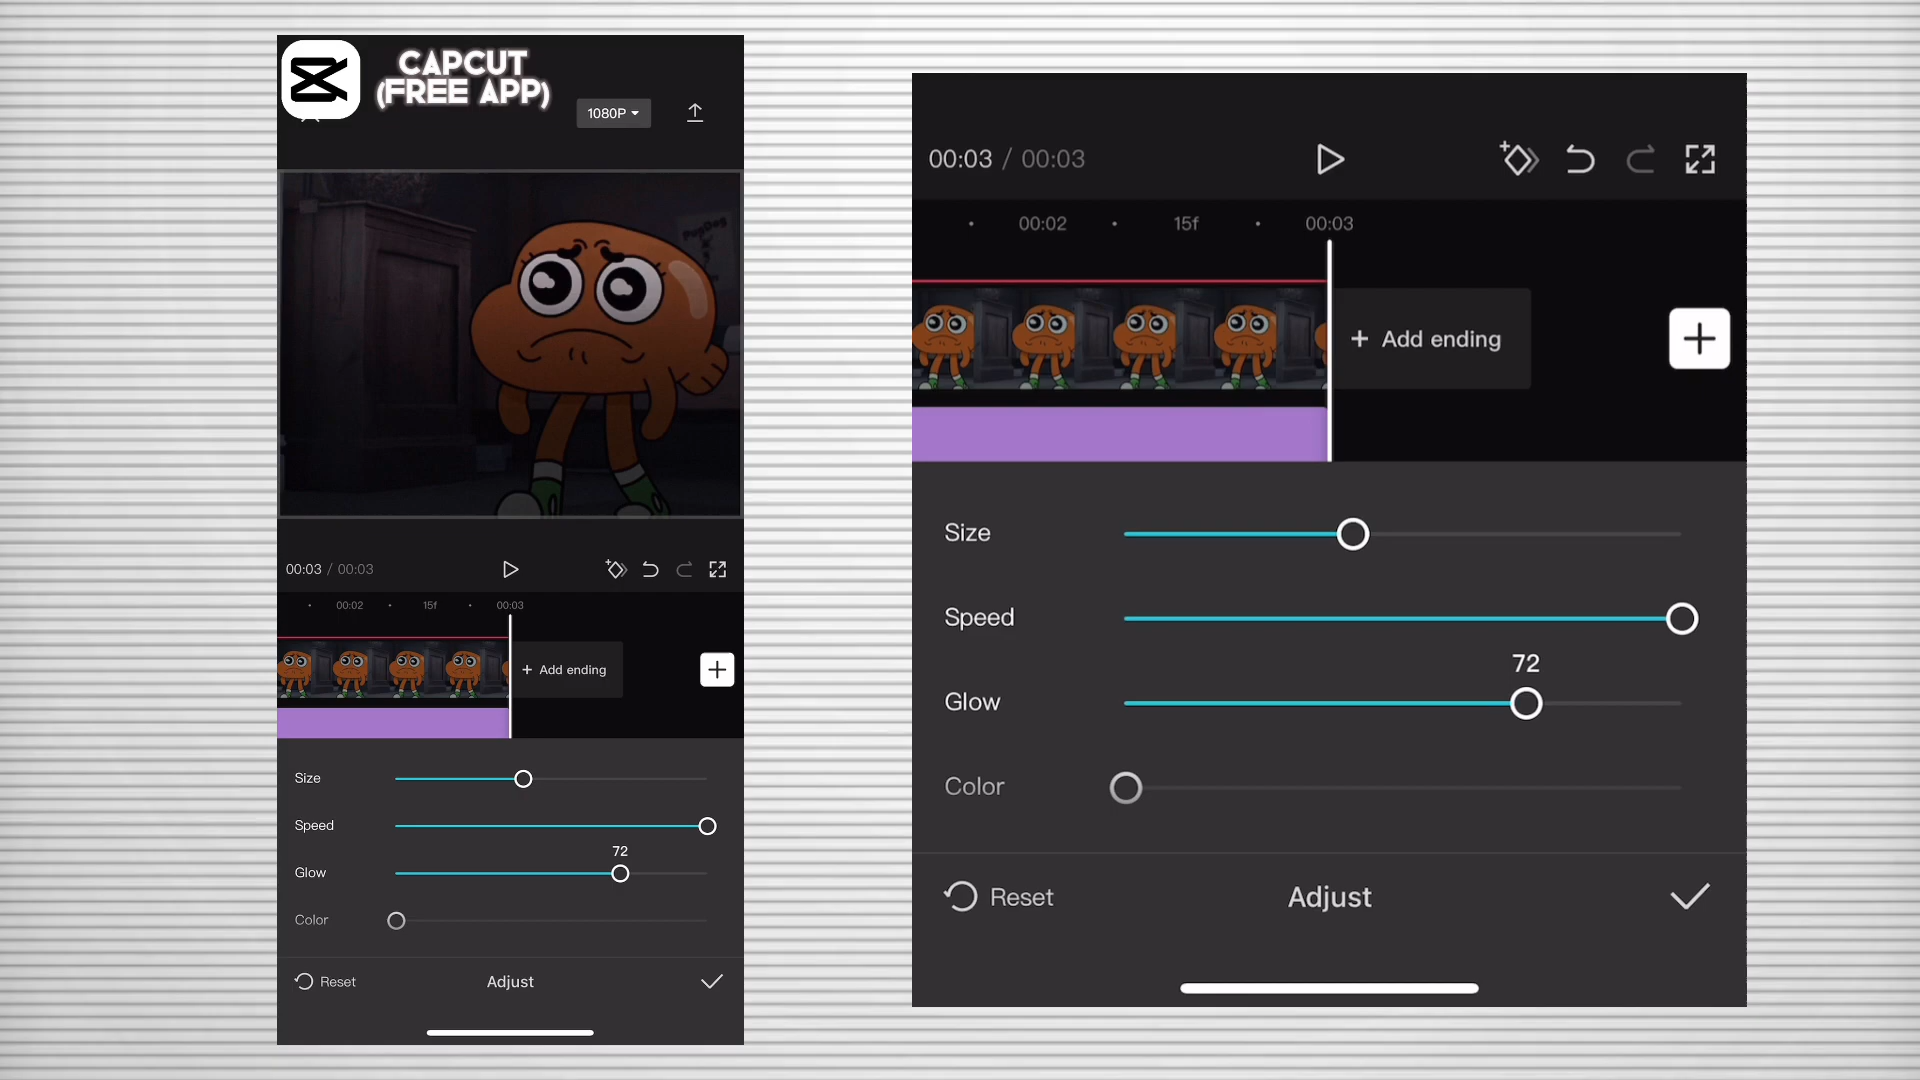 CAPCUT
(FREE APP)
1080P
PupDog
00:03 / 00:03
00:02 15f 00:03
+ Add ending
Size
Speed
72
Glow
Color
Reset Adjust
00:03 / 00:03
00:02 15f 00:03
+ Add ending
Size
Speed
72
Glow
Color
Reset Adjust